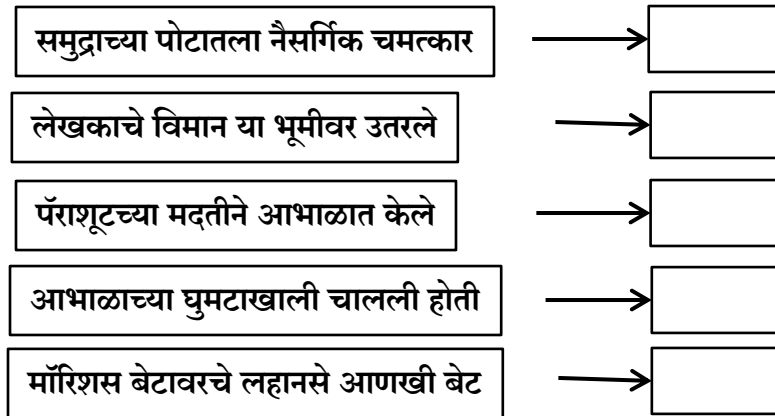 समुद्राच्या पोटातला नैसर्गिक चमत्कार
लेखकाचे विमान या भूमीवर उतरले
पॅराशूटच्या मदतीने आभाळात केले
आभाळाच्या घुमटाखाली चालली होती
मॉरिशस बेटावरचे लहानसे आणखी बेट